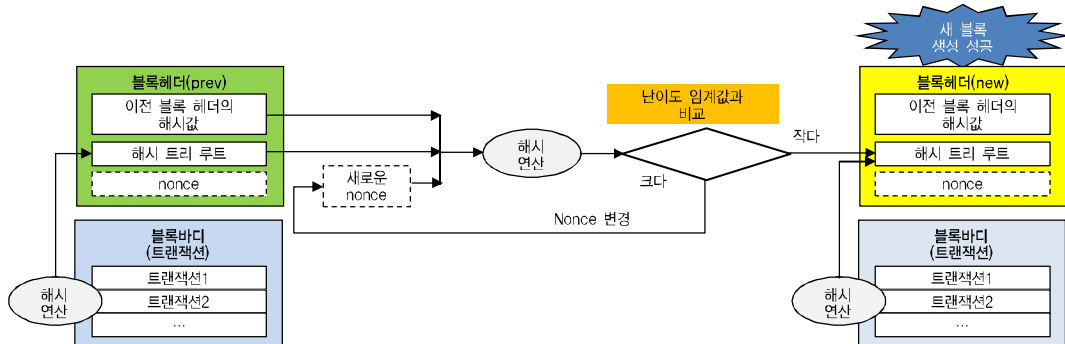 새 블록
생성 성공
블록헤더(prev)
이전 블록 헤더의
해시값
해시 트리 루트
nonce
새로운
nonce
해시
연산
난이도 임계값과
비교
작다
크다
Nonce 변경
블록헤더(new)
이전 블록 헤더의
해시값
해시 트리 루트
nonce
블록바디
(트랜잭션)
트랜잭션1
트랜잭션2
...
해시
연산
블록바디
(트랜잭션)
트랜잭션1
트랜잭션2
...
해시
연산